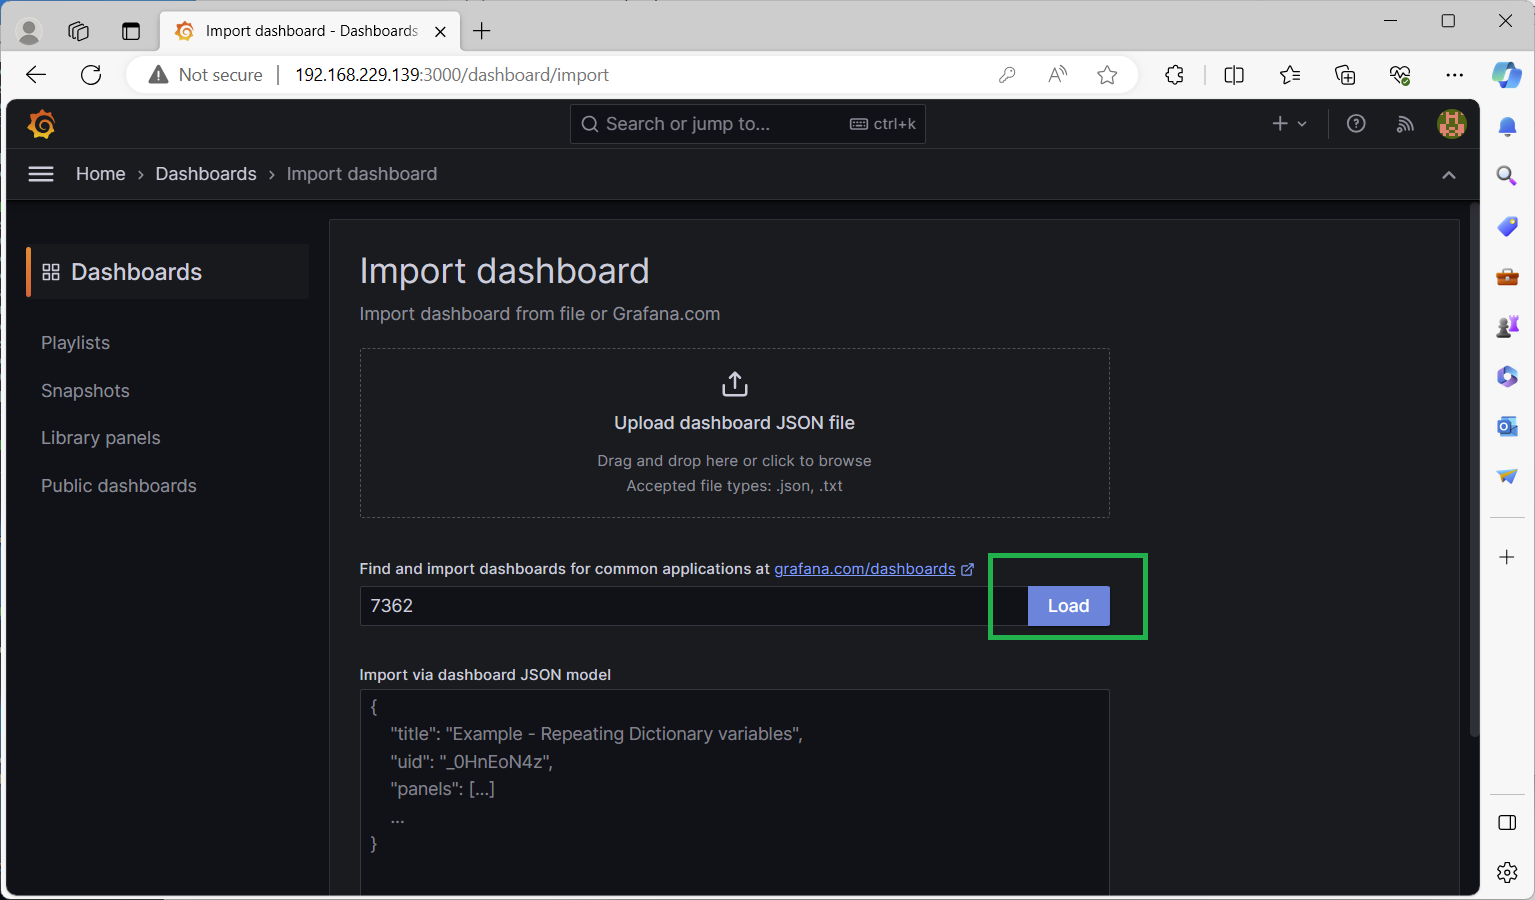 Import dashboard - Dashboards
Not secure
192.168.229.139:3000/dashboard/import
Search or jump to...
ctrl+k
Home › Dashboards › Import dashboard
Dashboards
Playlists
Snapshots
Library panels
Public dashboards
Import dashboard
Import dashboard from file or Grafana.com
Upload dashboard JSON file
Drag and drop here or click to browse
Accepted file types: .json, .txt
Find and import dashboards for common applications at grafana.com/dashboards
7362
Load
Import via dashboard JSON model
{
"title": "Example - Repeating Dictionary variables",
"uid": "_0HnEoN4z",
"panels": [...]
...
}